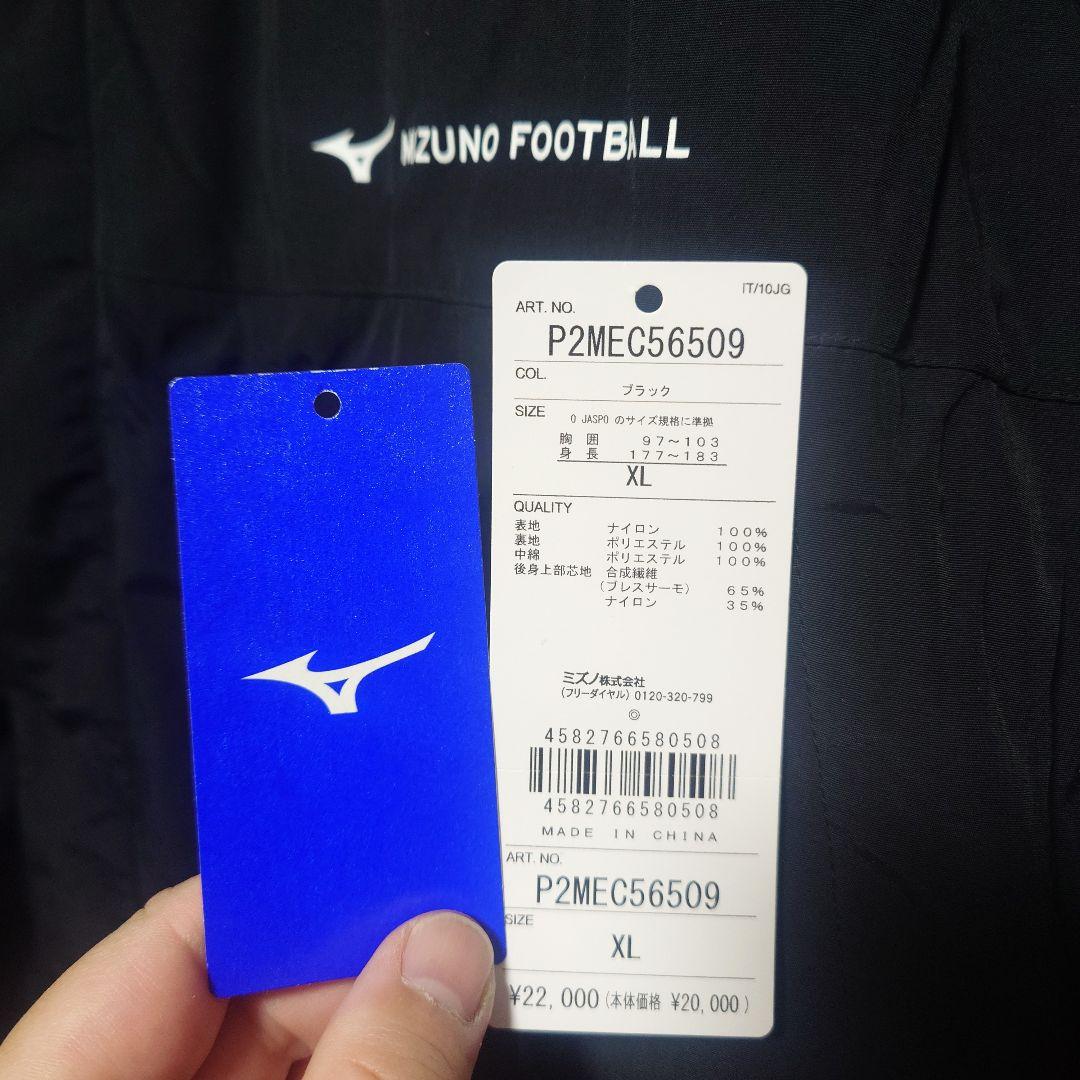 MIZUNO FOOTBALL
IT/10JG
ART. NO.
P2MEC56509
COL.
ブラック
SIZE
O JASPO のサイズ規格に準拠
胸 囲 97～103
身 長 177～183
XL
QUALITY
表地 ナイロン 100%
裏地 ポリエステル 100%
中綿 ポリエステル 100%
後身上部芯地 合成繊維
(ブレスサーモ) 65%
ナイロン 35%
ミズノ株式会社
(フリーダイヤル) 0120-320-799
◎
4582766580508
4582766580508
MADE IN CHINA
ART. NO.
P2MEC56509
SIZE
XL
¥22,000 (本体価格 ¥20,000)